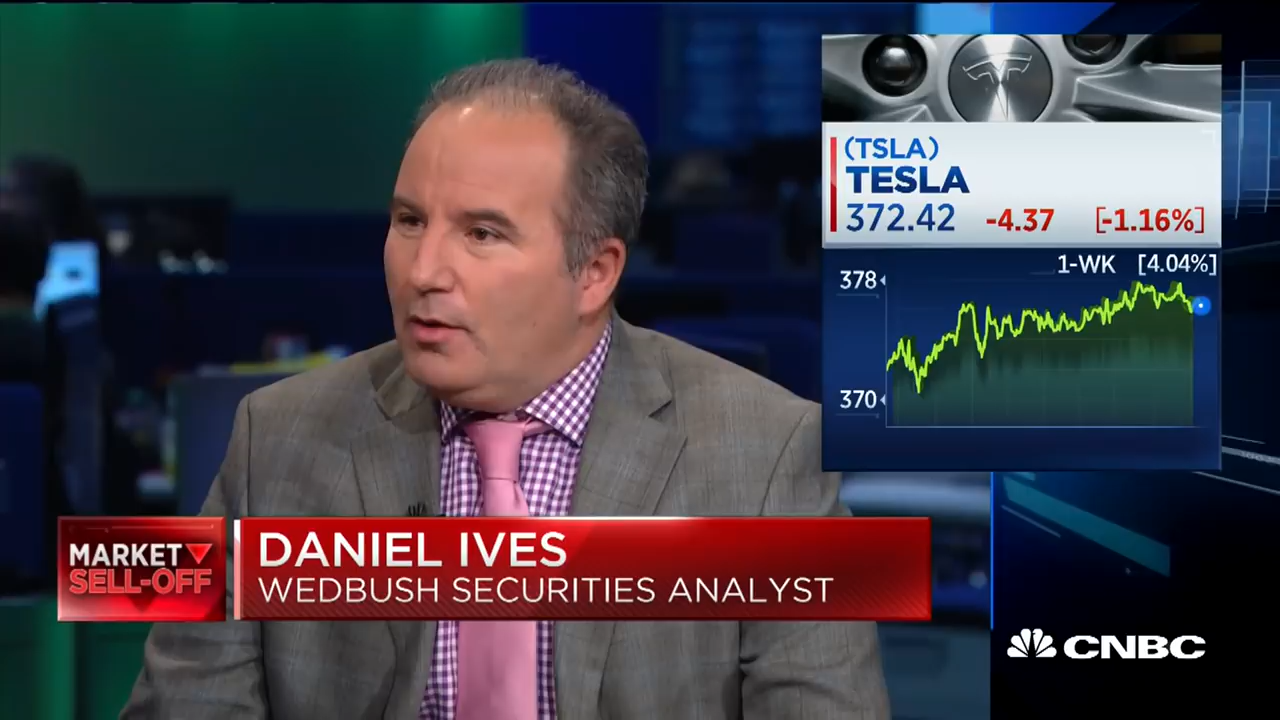 (TSLA)
TESLA
372.42 -4.37 [-1.16%]
1-WK [4.04%]
378
370
MARKET
SELL-OFF
DANIEL IVES
WEDBUSH SECURITIES ANALYST
CNBC